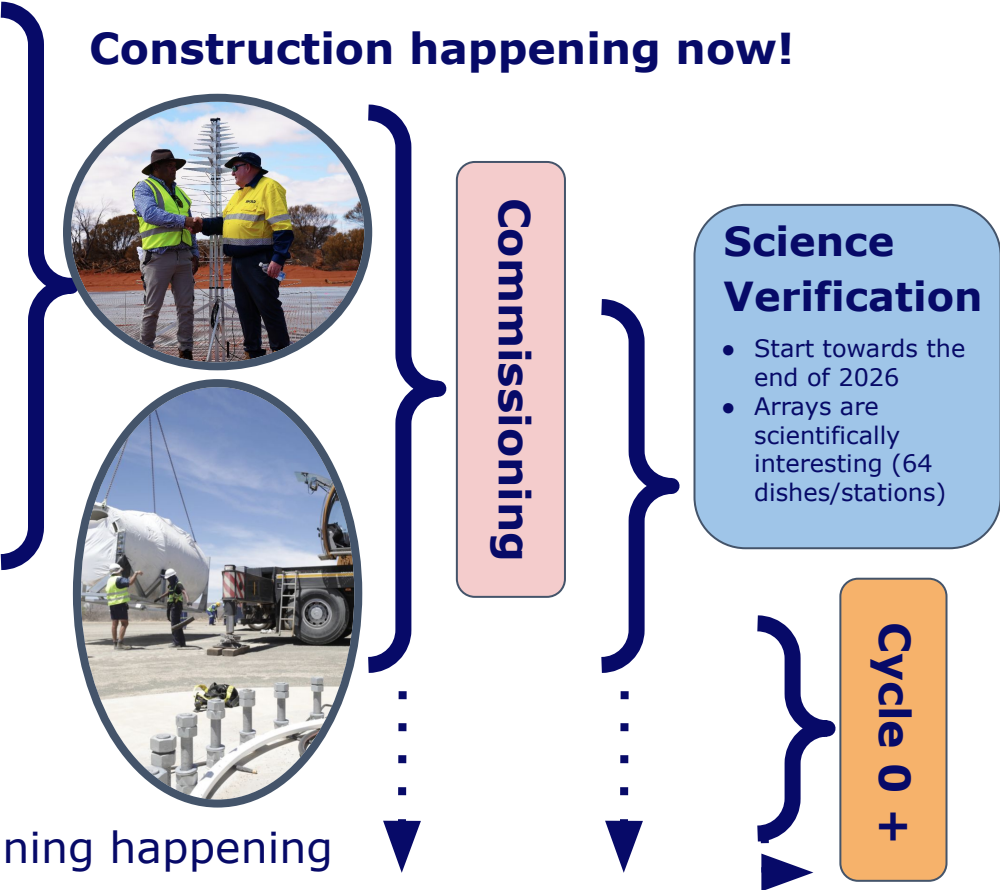 Construction happening now!
Commissioning
Science
Verification
● Start towards the
end of 2026
● Arrays are
scientifically
interesting (64
dishes/stations)
Cycle 0 +
ning happening